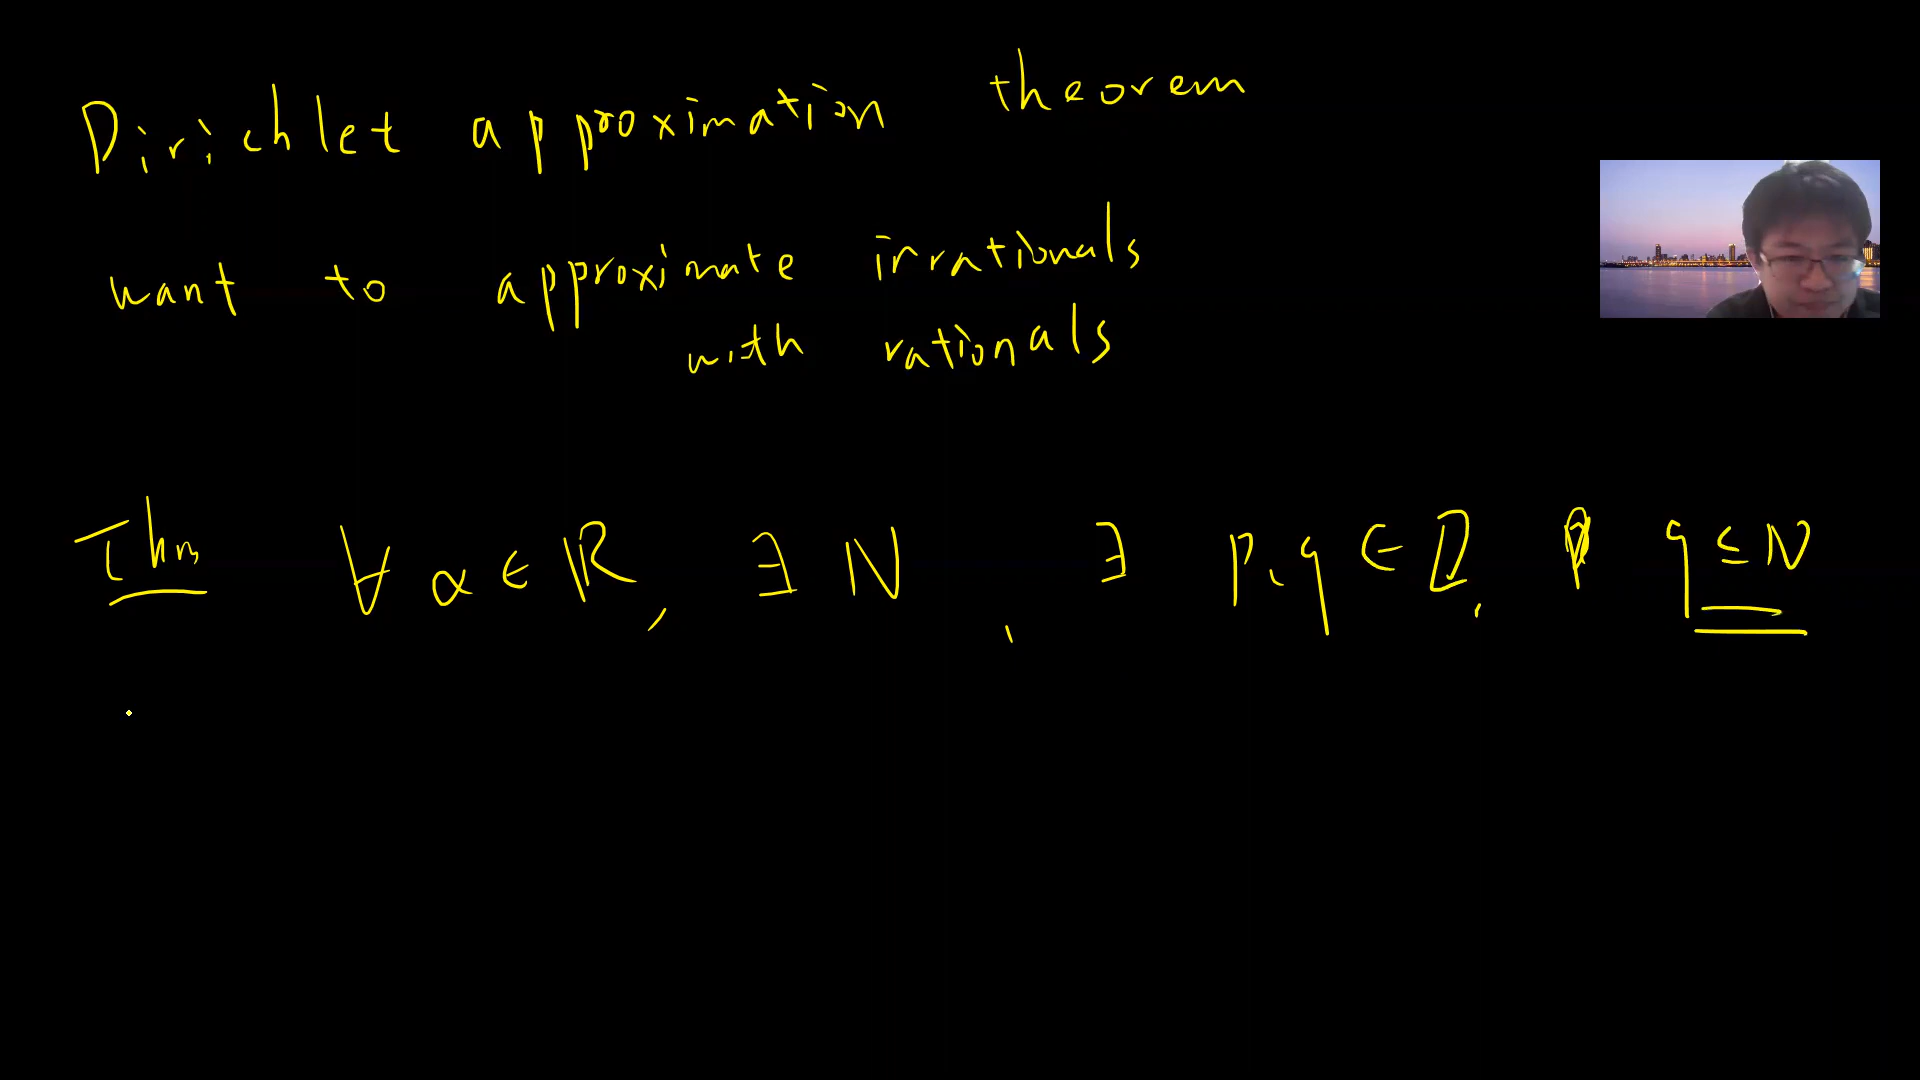 Dirichlet approximation theorem
want to approximate irrationals
with rationals
Thm ∀ α ∈ ℝ, ∃ N , ∃ p, q ∈ ℤ, q ≤ N